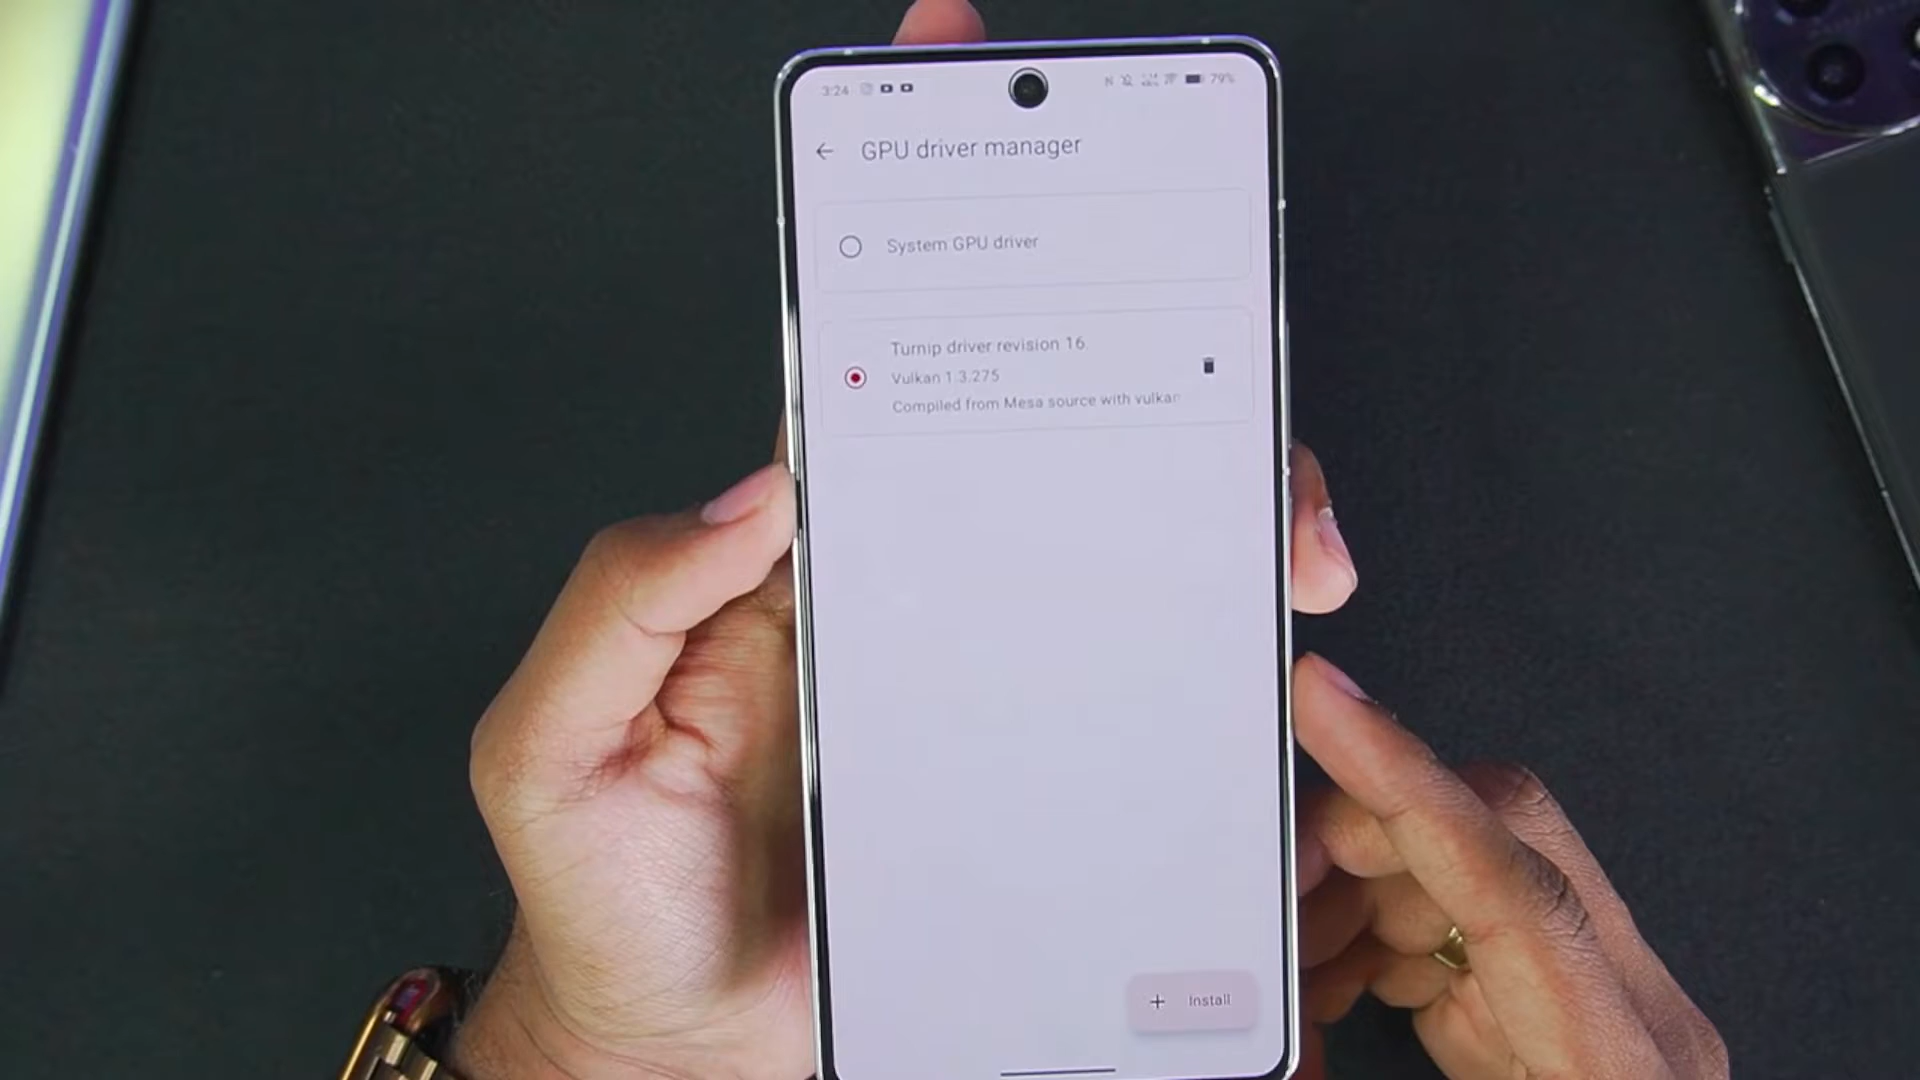 3:24
79%
GPU driver manager
System GPU driver
Turnip driver revision 16
Vulkan 1.3.275
Compiled from Mesa source with vulkan
Install